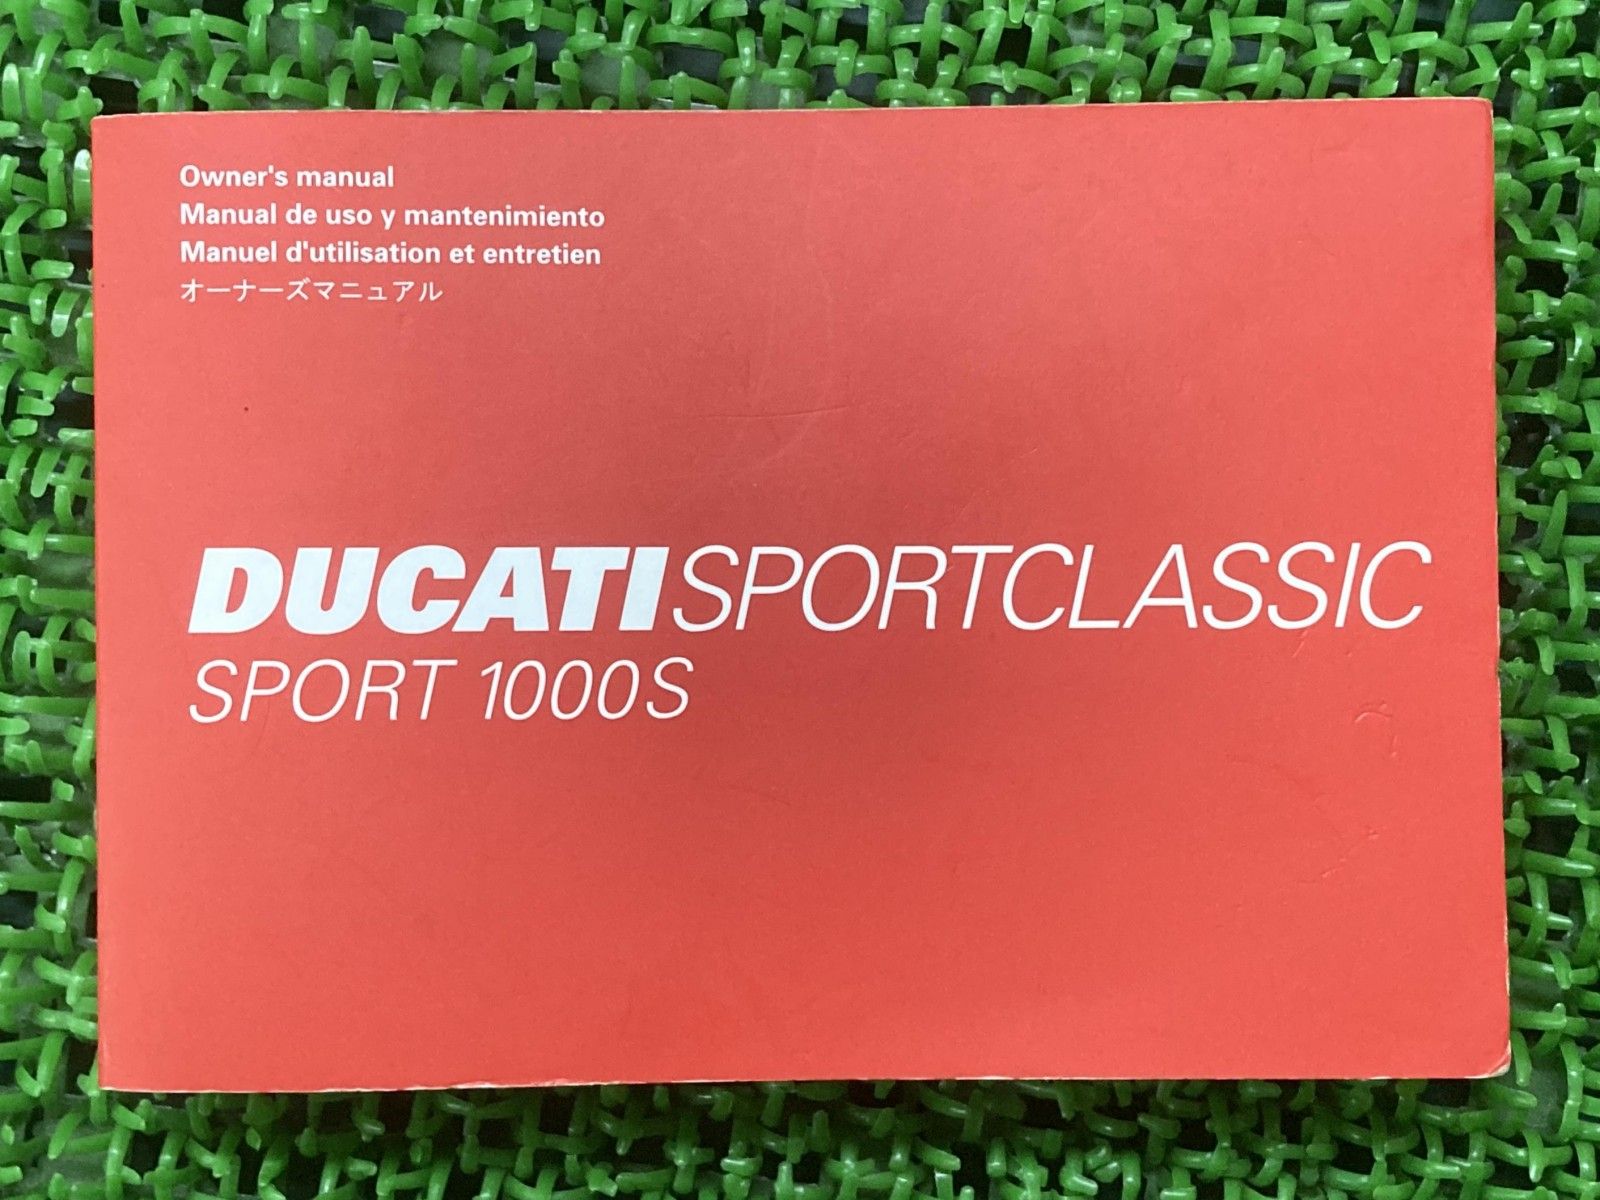 Owner's manual
Manual de uso y mantenimiento
Manuel d'utilisation et entretien
オーナーズマニュアル
DUCATISPORTCLASSIC
SPORT 1000S